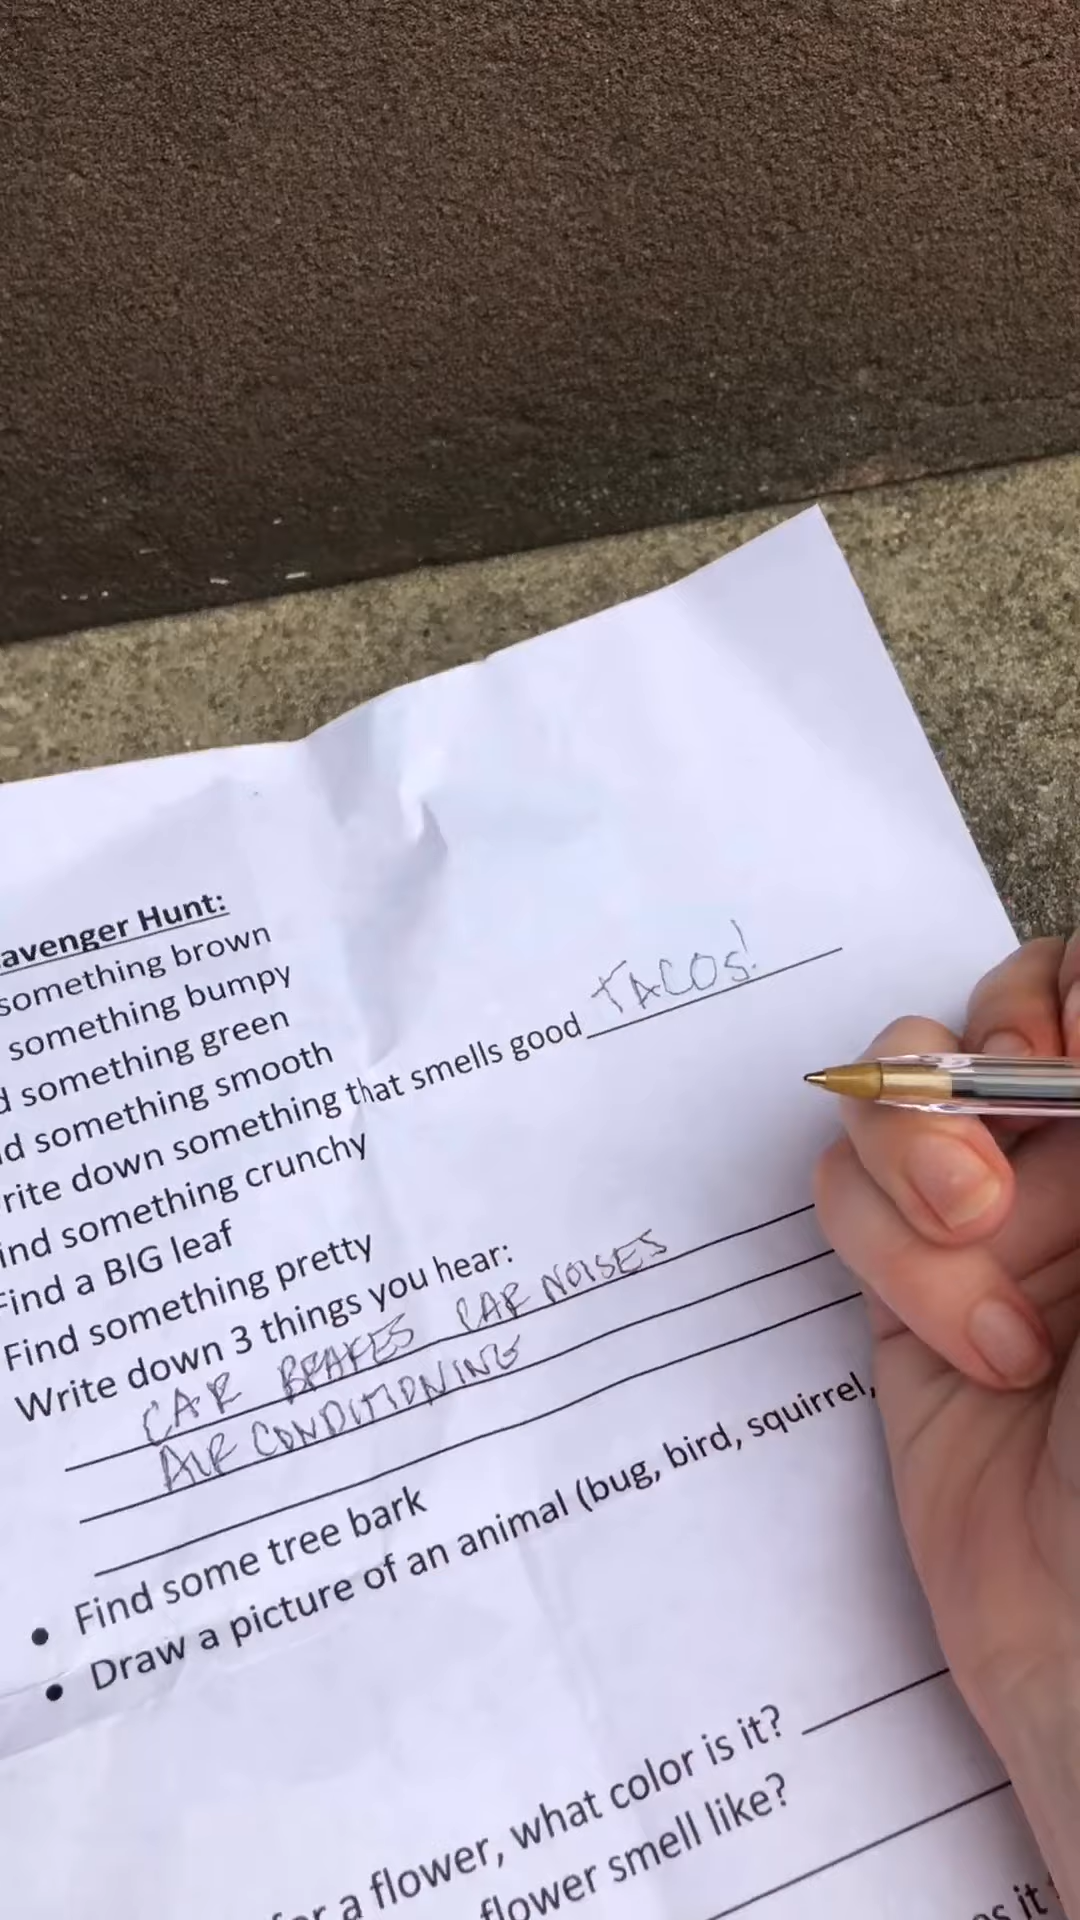 avenger Hunt:
something brown
something bumpy
d something green
d something smooth
rite down something that smells good TACOS!
ind something crunchy
Find a BIG leaf
Find something pretty
Write down 3 things you hear:
CAR BRAKES CAR NOISES
AIR CONDITIONING
• Find some tree bark
• Draw a picture of an animal (bug, bird, squirrel,
a flower, what color is it?
flower smell like?
es it